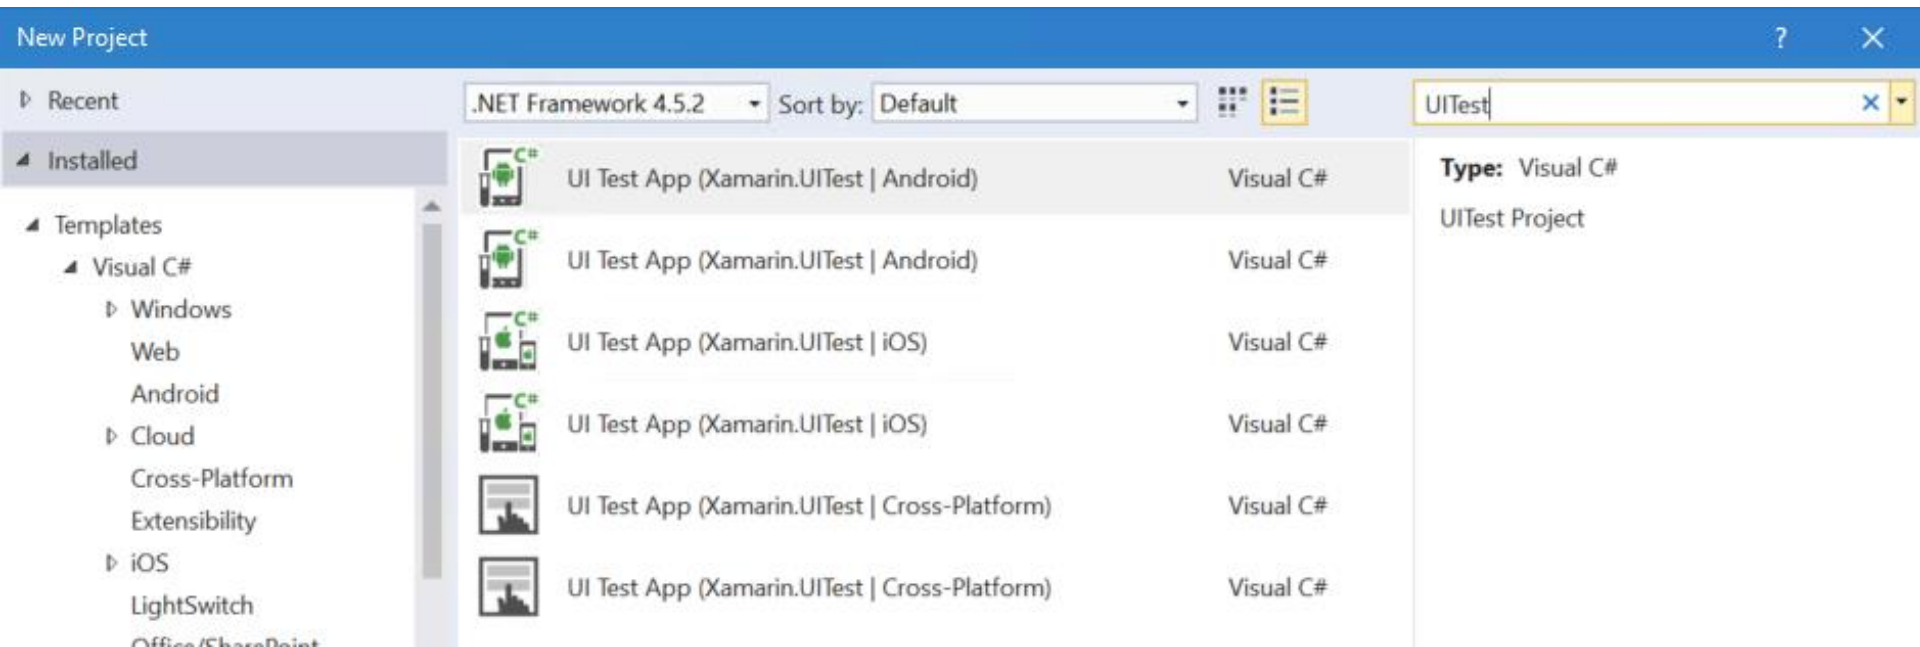 New Project
?
Recent
.NET Framework 4.5.2
Sort by: Default
UITest
Installed
Templates
Visual C#
Windows
Web
Android
Cloud
Cross-Platform
Extensibility
iOS
LightSwitch
Office/SharePoint
C#
UI Test App (Xamarin.UITest | Android) Visual C#
C#
UI Test App (Xamarin.UITest | Android) Visual C#
C#
UI Test App (Xamarin.UITest | iOS) Visual C#
C#
UI Test App (Xamarin.UITest | iOS) Visual C#
UI Test App (Xamarin.UITest | Cross-Platform) Visual C#
UI Test App (Xamarin.UITest | Cross-Platform) Visual C#
Type: Visual C#
UITest Project